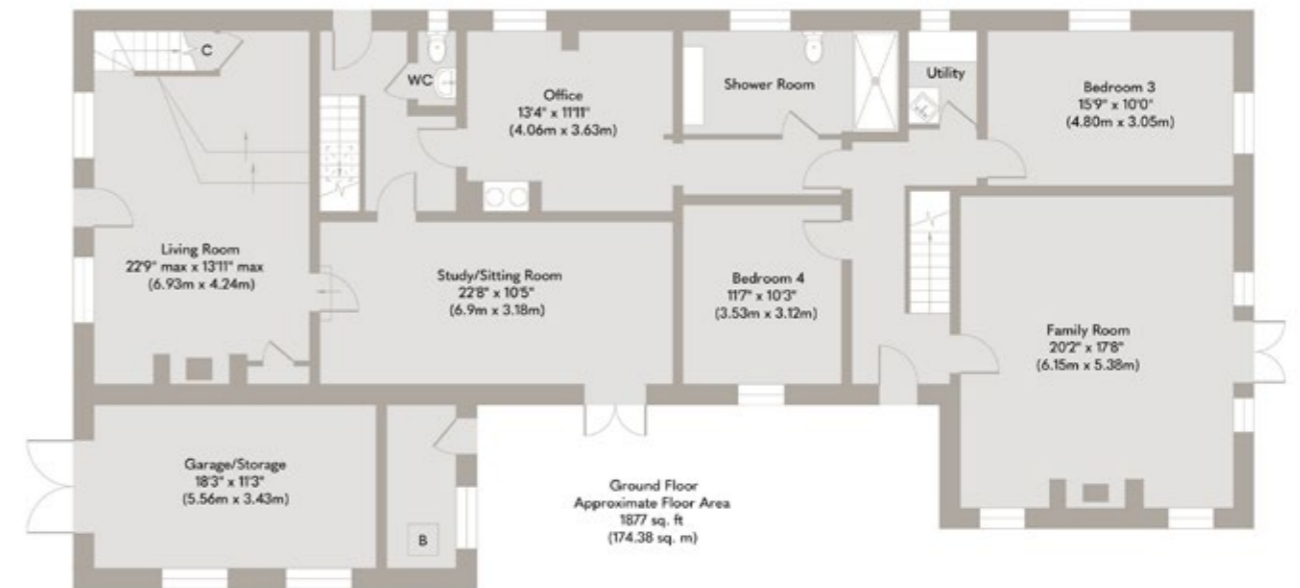 C
WC
Office
13'4" x 11'11"
(4.06m x 3.63m)
Shower Room
Utility
Bedroom 3
15'9" x 10'0"
(4.80m x 3.05m)
Living Room
22'9" max x 13'11" max
(6.93m x 4.24m)
Study/Sitting Room
22'8" x 10'5"
(6.9m x 3.18m)
Bedroom 4
11'7" x 10'3"
(3.53m x 3.12m)
Family Room
20'2" x 17'8"
(6.15m x 5.38m)
Garage/Storage
18'3" x 11'3"
(5.56m x 3.43m)
B
Ground Floor
Approximate Floor Area
1877 sq. ft
(174.38 sq. m)